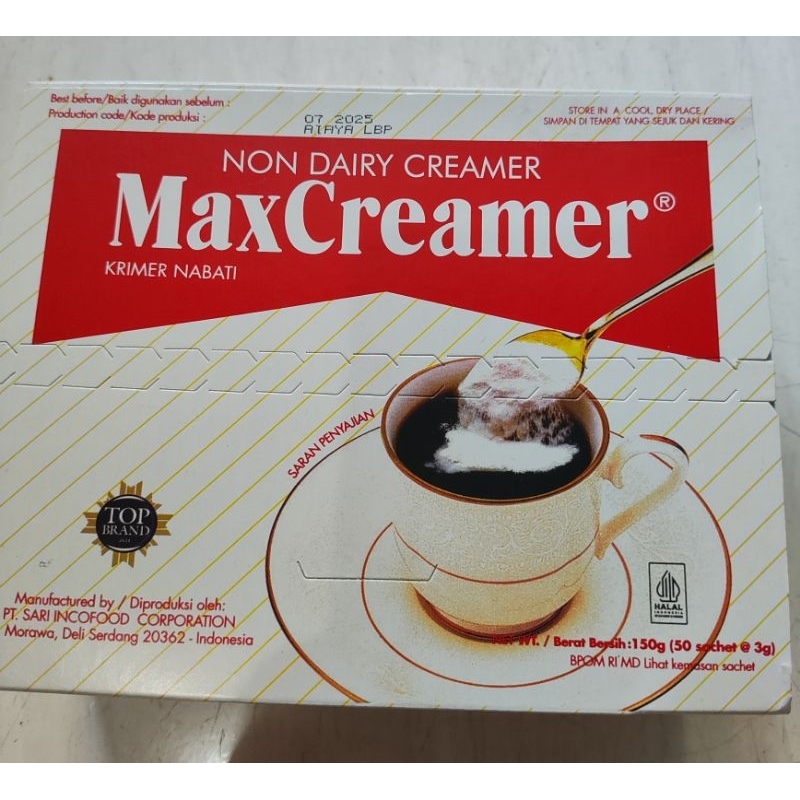 Best before/Baik digunakan sebelum :
Production code/Kode produksi :
07 2025
A1AYA LBP
STORE IN A COOL, DRY PLACE /
SIMPAN DI TEMPAT YANG SEJUK DAN KERING
NON DAIRY CREAMER
MaxCreamer®
KRIMER NABATI
SARAN PENYAJIAN
TOP
BRAND
HALAL
INDONESIA
Manufactured by / Diproduksi oleh:
PT. SARI INCOFOOD CORPORATION
Morawa, Deli Serdang 20362 - Indonesia
WT. / Berat Bersih :150g (50 sachet @ 3g)
BPOM RI MD Lihat kemasan sachet